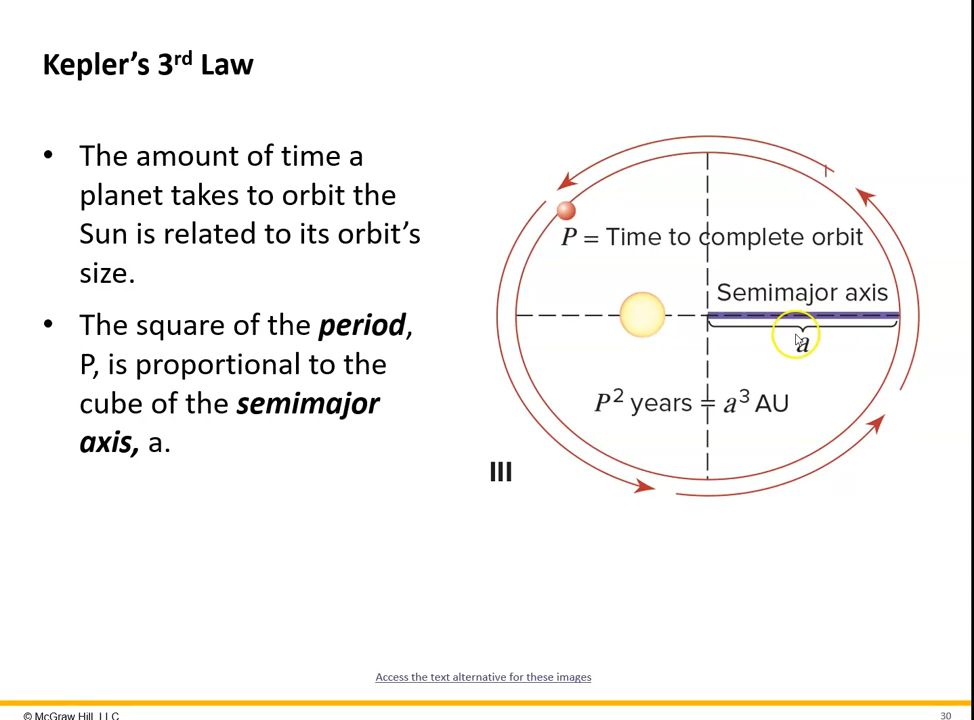 Kepler’s 3rd Law
• The amount of time a
planet takes to orbit the
Sun is related to its orbit’s
size.
• The square of the period,
P, is proportional to the
cube of the semimajor
axis, a.
P = Time to complete orbit
Semimajor axis
a
P² years = a³ AU
III
Access the text alternative for these images
© McGraw Hill, LLC
30